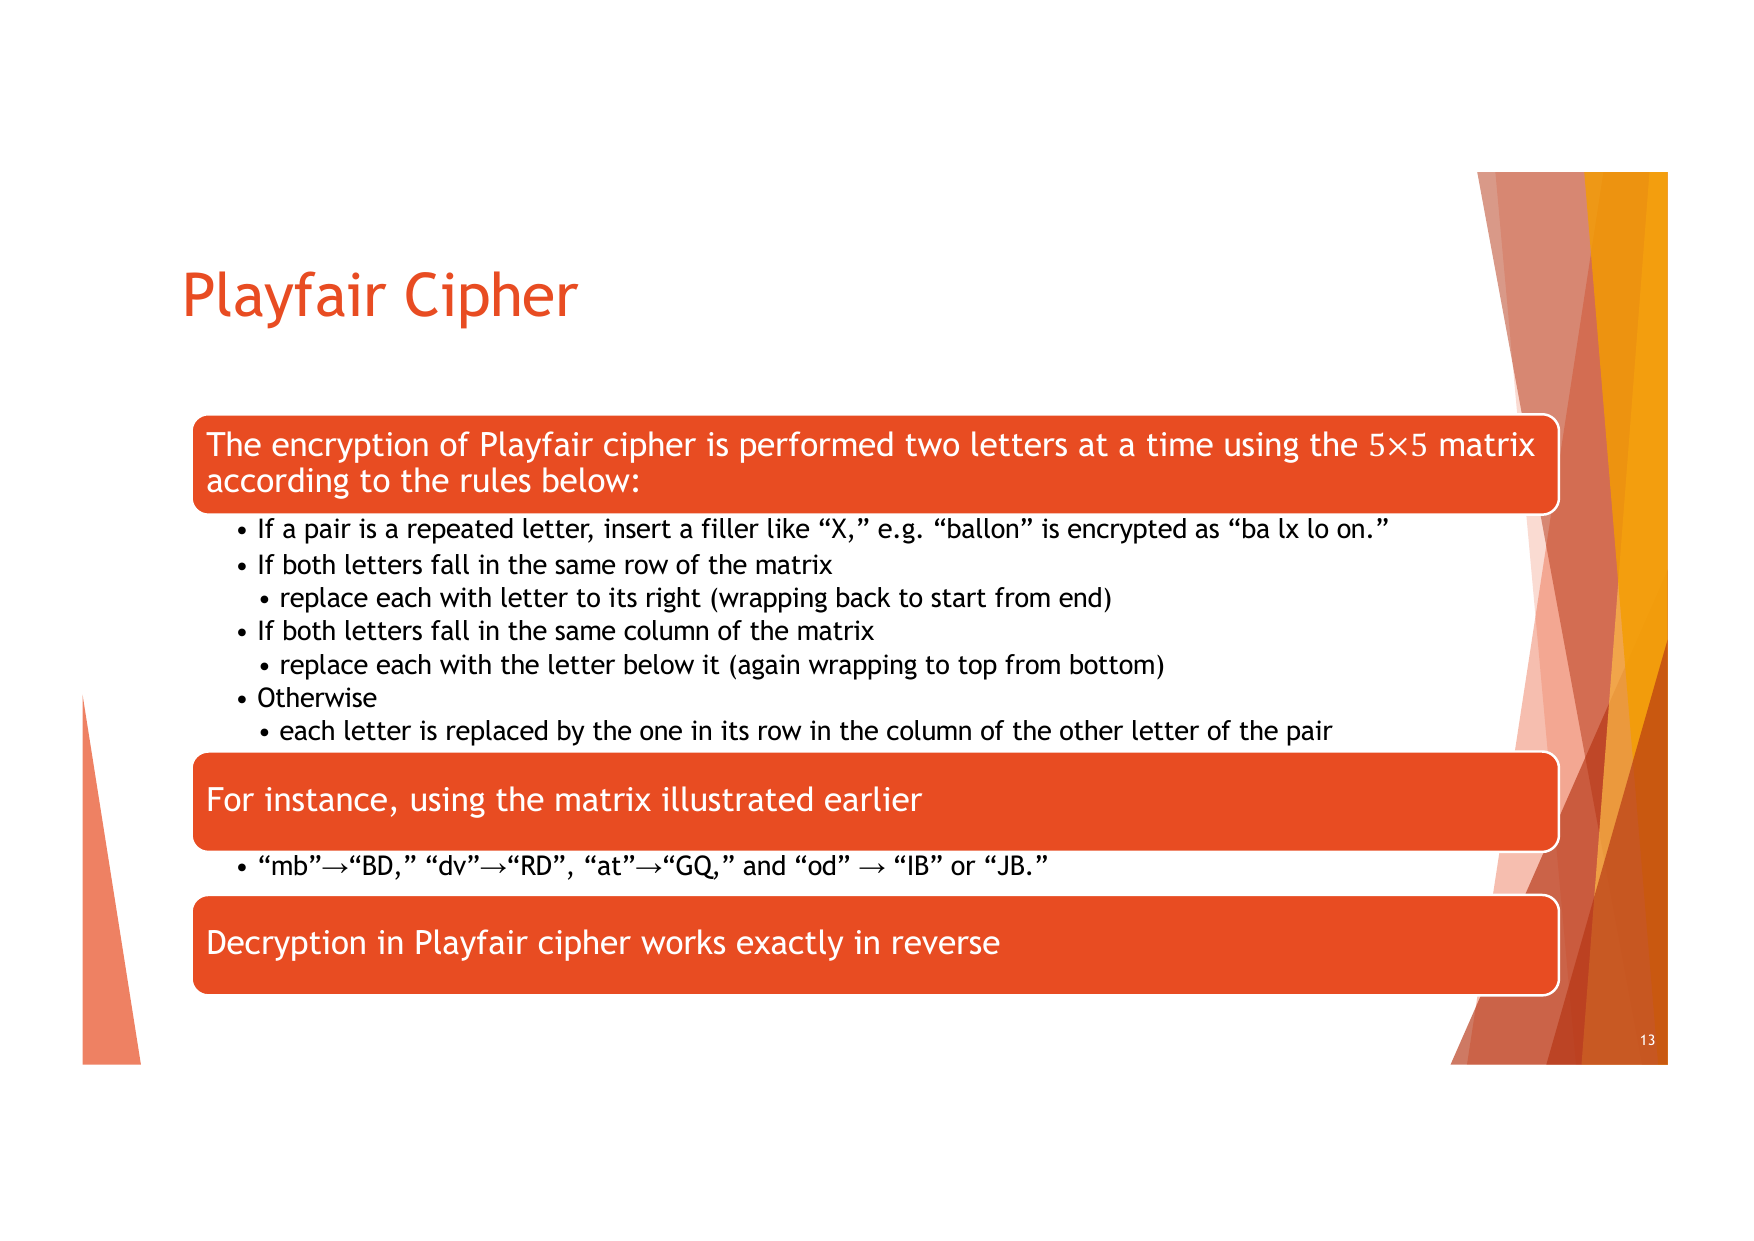 Playfair Cipher
The encryption of Playfair cipher is performed two letters at a time using the 5×5 matrix
according to the rules below:
• If a pair is a repeated letter, insert a filler like “X,” e.g. “ballon” is encrypted as “ba lx lo on.”
• If both letters fall in the same row of the matrix
• replace each with letter to its right (wrapping back to start from end)
• If both letters fall in the same column of the matrix
• replace each with the letter below it (again wrapping to top from bottom)
• Otherwise
• each letter is replaced by the one in its row in the column of the other letter of the pair
For instance, using the matrix illustrated earlier
• “mb”→“BD,” “dv”→“RD”, “at”→“GQ,” and “od” → “IB” or “JB.”
Decryption in Playfair cipher works exactly in reverse
13